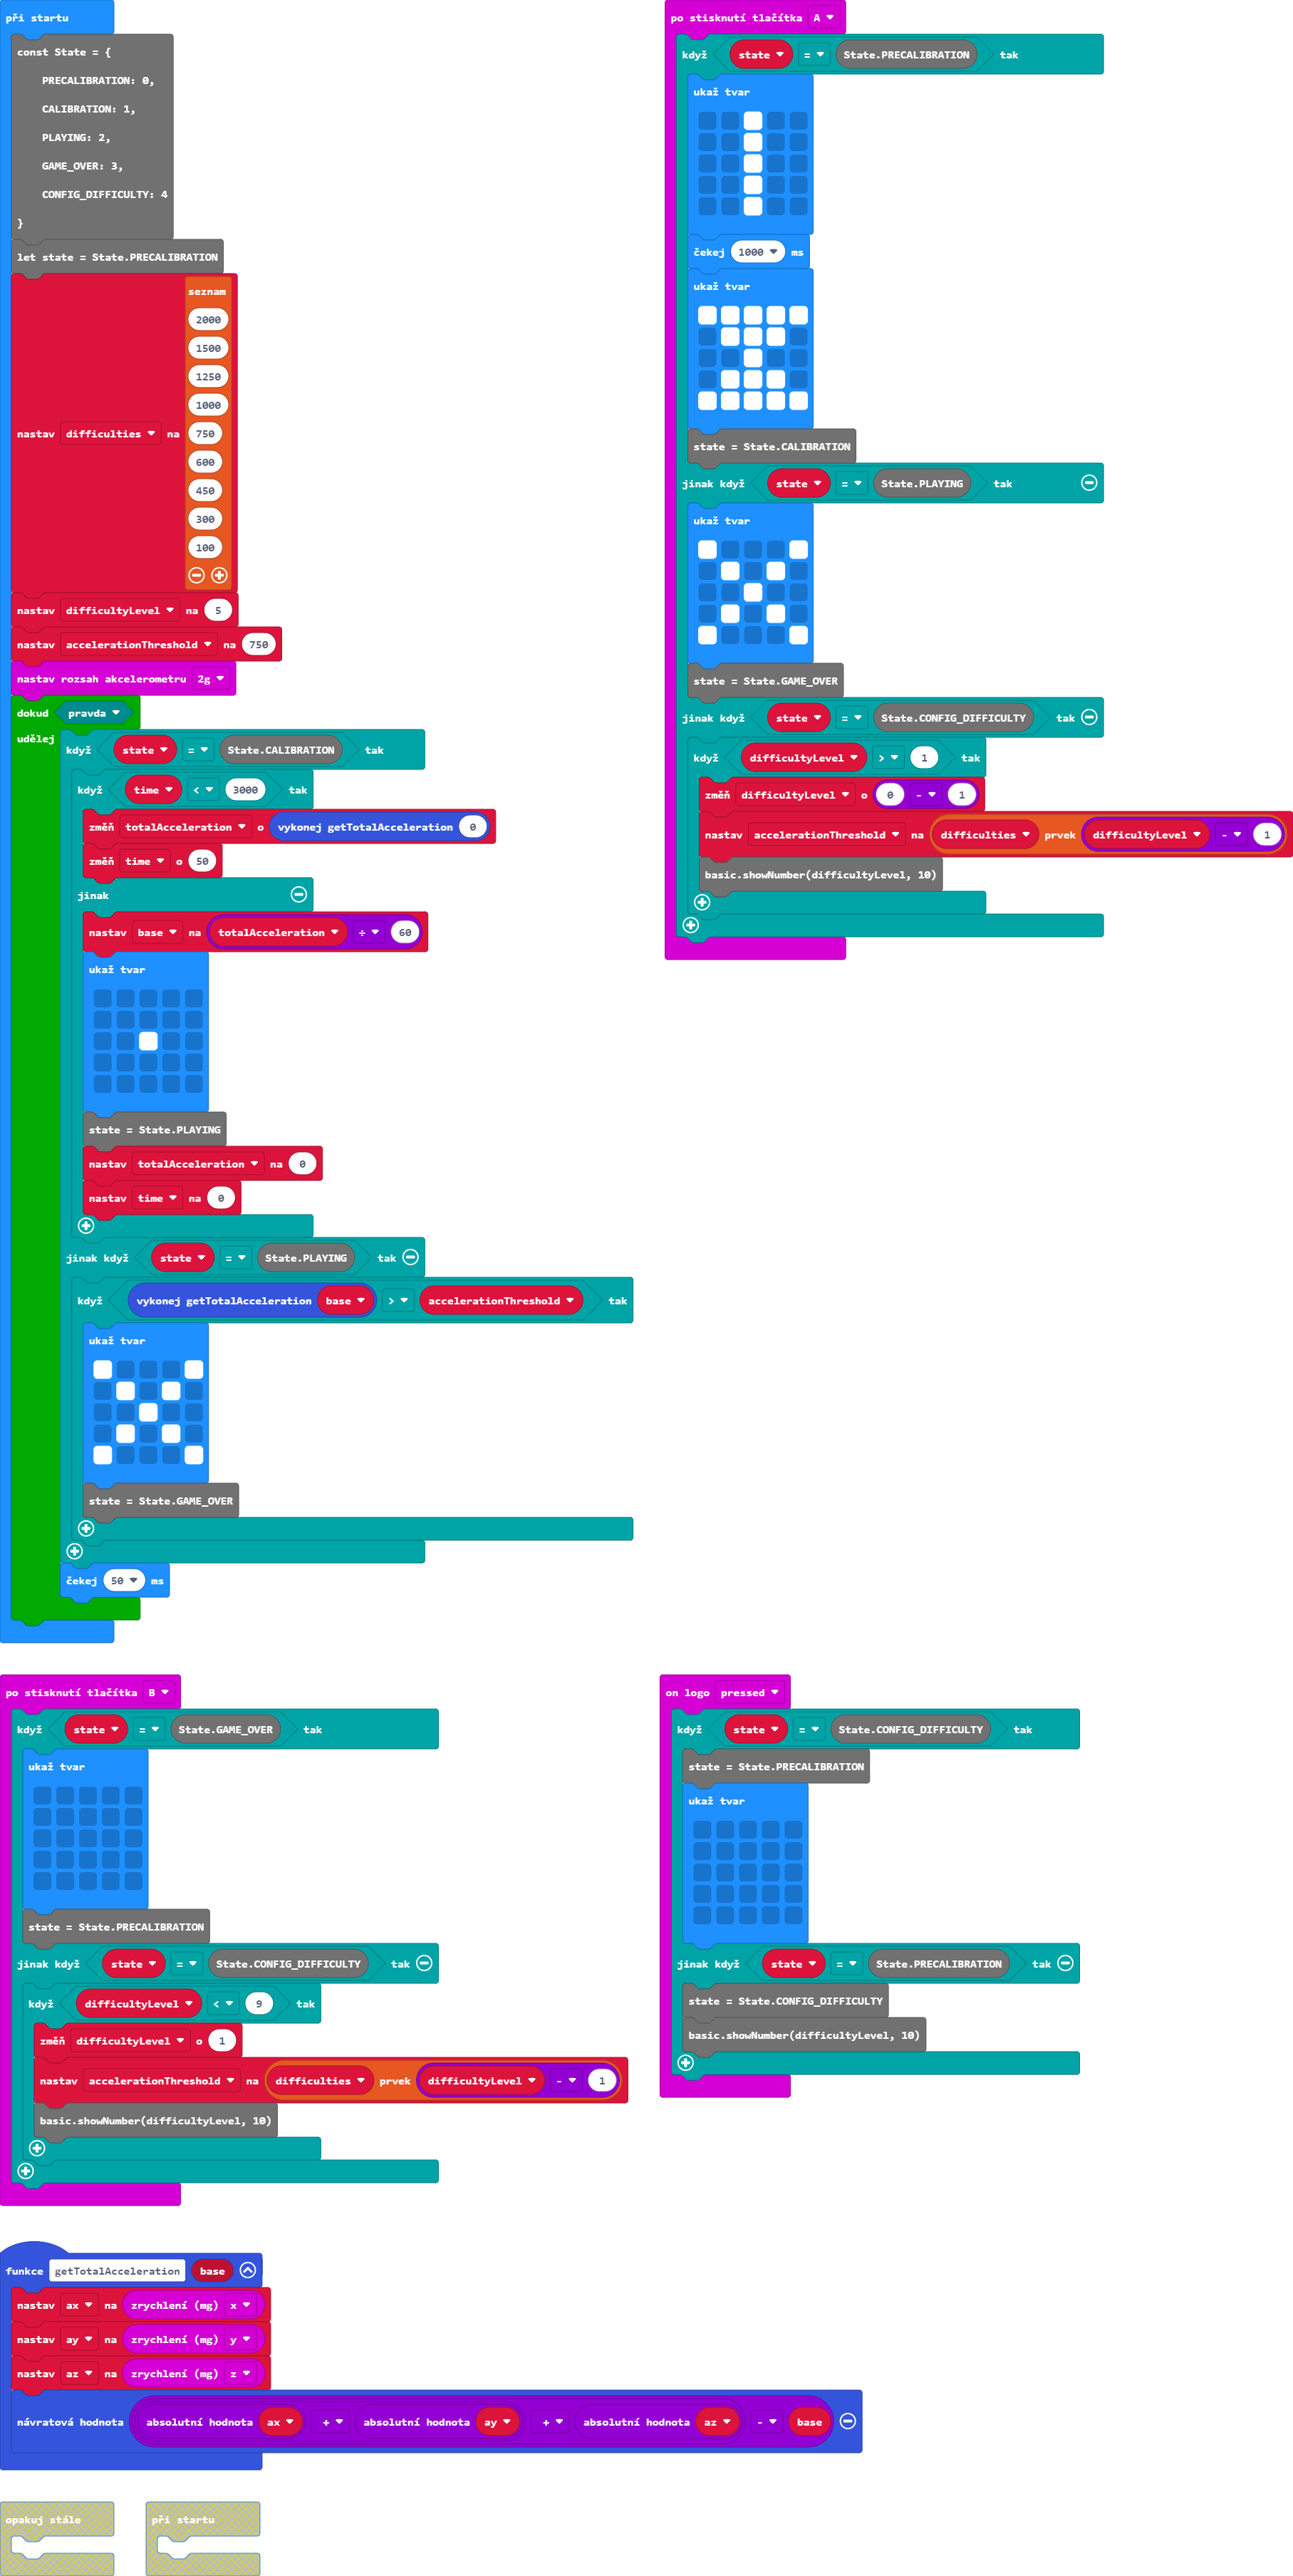 při startu
const State = {
PRECALIBRATION: 0,
CALIBRATION: 1,
PLAYING: 2,
GAME_OVER: 3,
CONFIG_DIFFICULTY: 4
}
let state = State.PRECALIBRATION
nastav difficulties na
seznam
2000
1500
1250
1000
750
600
450
300
100
nastav difficultyLevel na 5
nastav accelerationThreshold na 750
nastav rozsah akcelerometru 2g
dokud pravda
udělej
když state = State.CALIBRATION tak
když time < 3000 tak
změň totalAcceleration o vykonej getTotalAcceleration 0
změň time o 50
jinak
nastav base na totalAcceleration ÷ 60
ukaž tvar
state = State.PLAYING
nastav totalAcceleration na 0
nastav time na 0
jinak když state = State.PLAYING tak
když vykonej getTotalAcceleration base > accelerationThreshold tak
ukaž tvar
state = State.GAME_OVER
čekej 50 ms
po stisknutí tlačítka A
když state = State.PRECALIBRATION tak
ukaž tvar
čekej 1000 ms
ukaž tvar
state = State.CALIBRATION
jinak když state = State.PLAYING tak
ukaž tvar
state = State.GAME_OVER
jinak když state = State.CONFIG_DIFFICULTY tak
když difficultyLevel > 1 tak
změň difficultyLevel o 0 - 1
nastav accelerationThreshold na difficulties prvek difficultyLevel - 1
basic.showNumber(difficultyLevel, 10)
po stisknutí tlačítka B
když state = State.GAME_OVER tak
ukaž tvar
state = State.PRECALIBRATION
jinak když state = State.CONFIG_DIFFICULTY tak
když difficultyLevel < 9 tak
změň difficultyLevel o 1
nastav accelerationThreshold na difficulties prvek difficultyLevel - 1
basic.showNumber(difficultyLevel, 10)
on logo pressed
když state = State.CONFIG_DIFFICULTY tak
state = State.PRECALIBRATION
ukaž tvar
jinak když state = State.PRECALIBRATION tak
state = State.CONFIG_DIFFICULTY
basic.showNumber(difficultyLevel, 10)
funkce getTotalAcceleration base
nastav ax na zrychlení (mg) x
nastav ay na zrychlení (mg) y
nastav az na zrychlení (mg) z
návratová hodnota absolutní hodnota ax + absolutní hodnota ay + absolutní hodnota az - base
opakuj stále
při startu